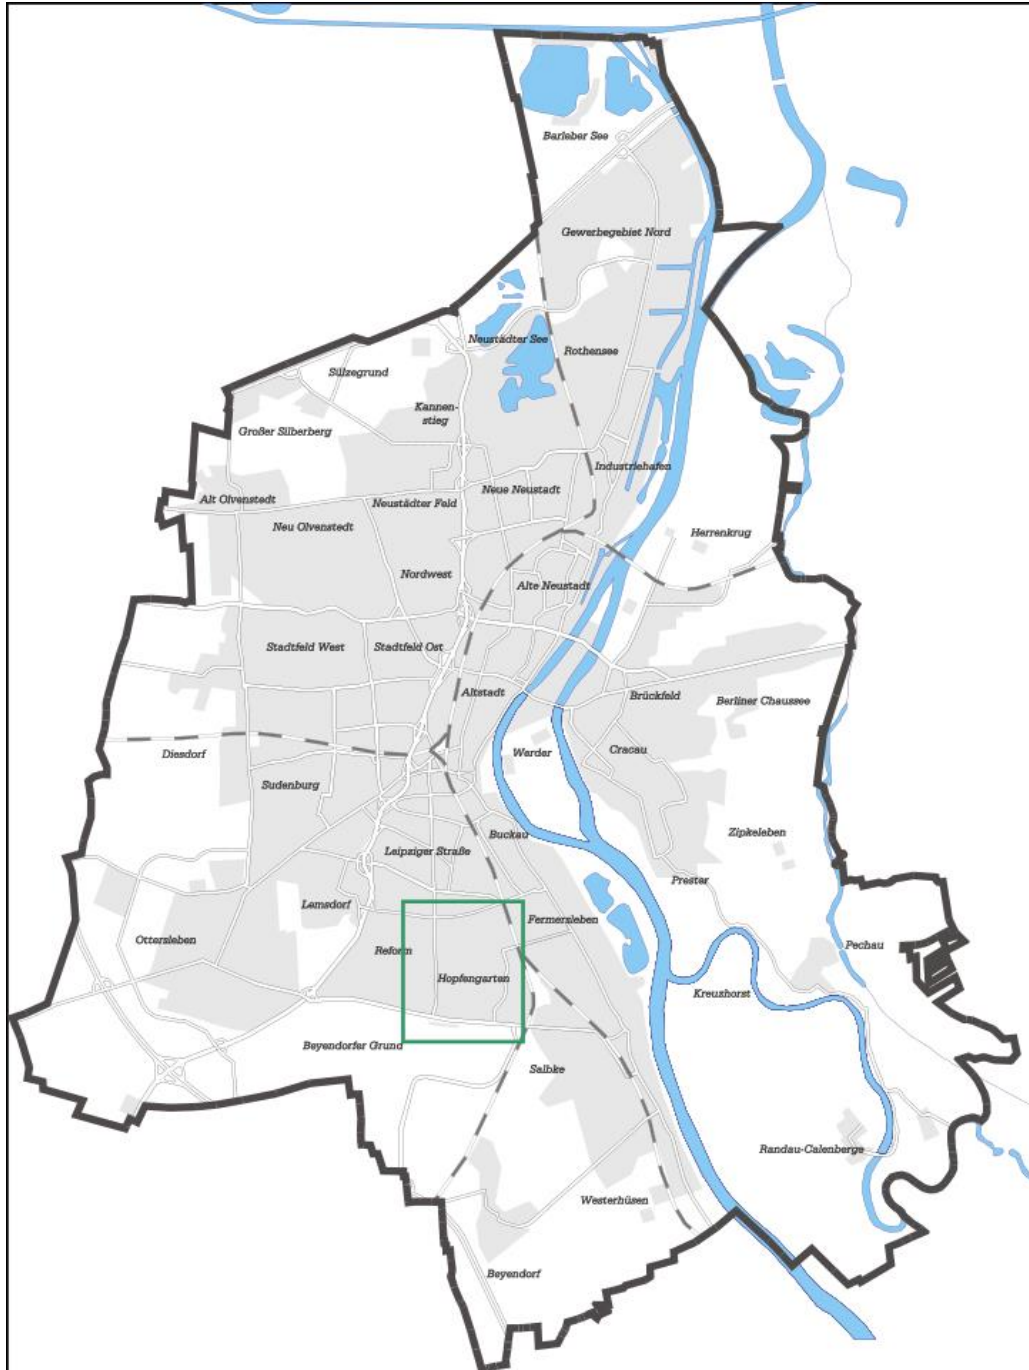 Barleber See
Gewerbegebiet Nord
Neustädter See
Rothensee
Sülzegrund
Kannen-
stieg
Großer Silberberg
Industriehafen
Alt Olvenstedt
Neustädter Feld
Neue Neustadt
Neu Olvenstedt
Herrenkrug
Nordwest
Alte Neustadt
Stadtfeld West
Stadtfeld Ost
Altstadt
Brückfeld
Berliner Chaussee
Diesdorf
Werder
Cracau
Sudenburg
Buckau
Zipkeleben
Leipziger Straße
Prester
Lemsdorf
Fermersleben
Ottersleben
Reform
Pechau
Hopfengarten
Kreuzhorst
Beyendorfer Grund
Salbke
Randau-Calenberge
Westerhüsen
Beyendorf